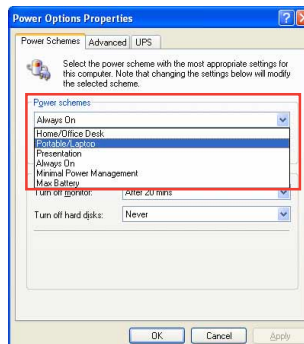 Power Options Properties
Power Schemes Advanced UPS
Select the power scheme with the most appropriate settings for
this computer. Note that changing the settings below will modify
the selected scheme.
Power schemes
Always On
Home/Office Desk
Portable/Laptop
Presentation
Always On
Minimal Power Management
Max Battery
Turn off monitor: After 20 mins
Turn off hard disks: Never
OK Cancel Apply